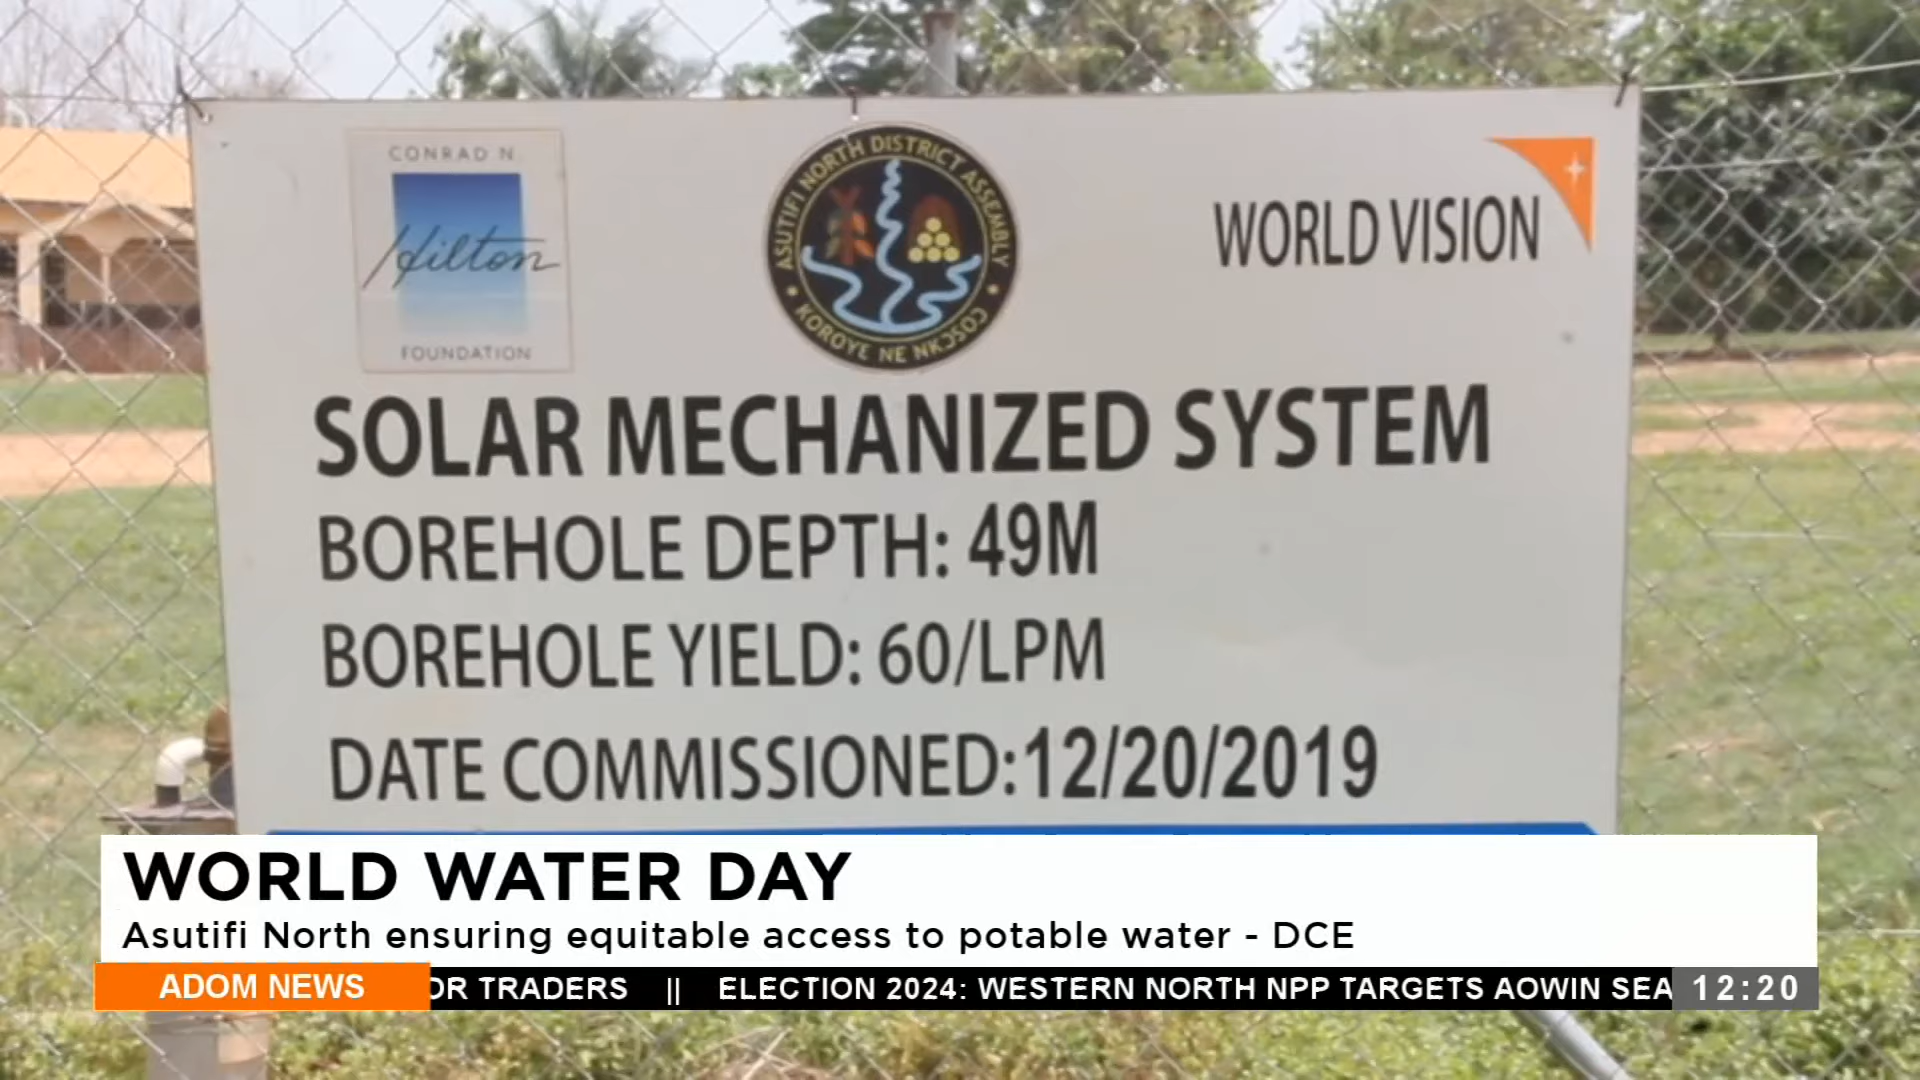 CONRAD N.
Hilton
FOUNDATION
ASUTIFI NORTH DISTRICT ASSEMBLY
KOROYE NE NKƆSOƆ
WORLD VISION
SOLAR MECHANIZED SYSTEM
BOREHOLE DEPTH: 49M
BOREHOLE YIELD: 60/LPM
DATE COMMISSIONED:12/20/2019
WORLD WATER DAY
Asutifi North ensuring equitable access to potable water - DCE
ADOM NEWS
OR TRADERS || ELECTION 2024: WESTERN NORTH NPP TARGETS AOWIN SEA
12:20